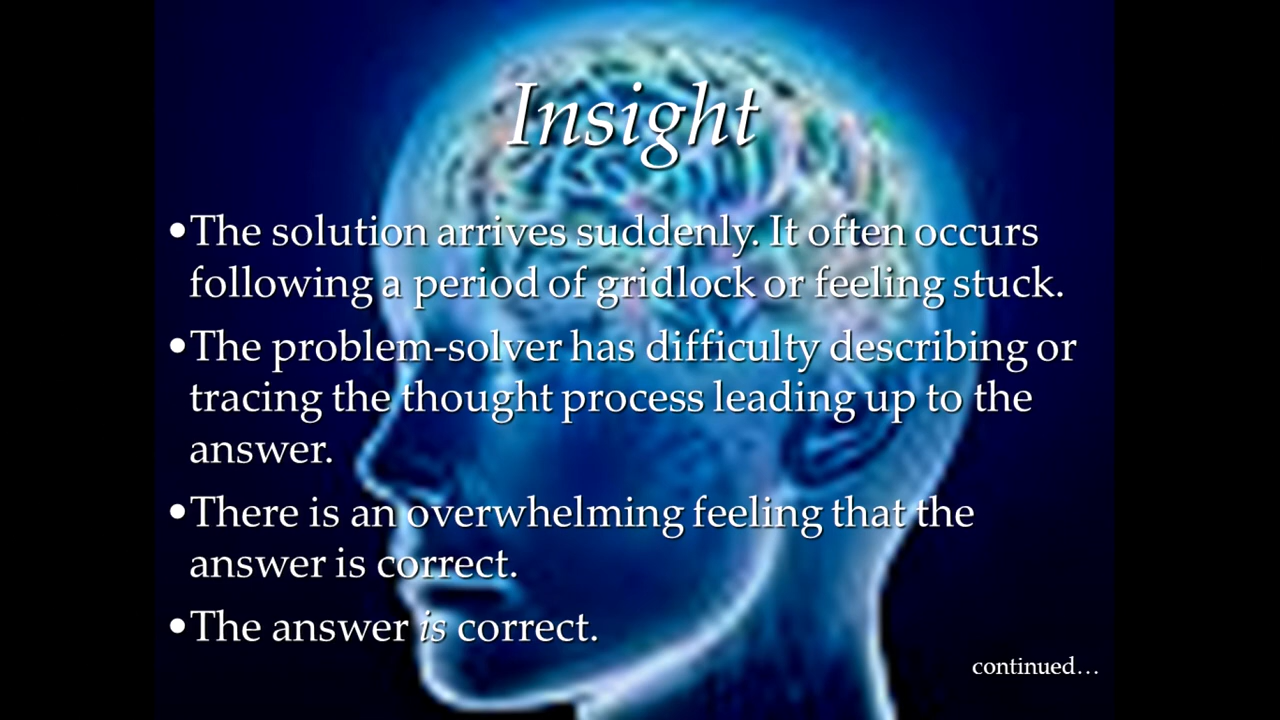 Insight
•The solution arrives suddenly. It often occurs
following a period of gridlock or feeling stuck.
•The problem-solver has difficulty describing or
tracing the thought process leading up to the
answer.
•There is an overwhelming feeling that the
answer is correct.
•The answer is correct.
continued…